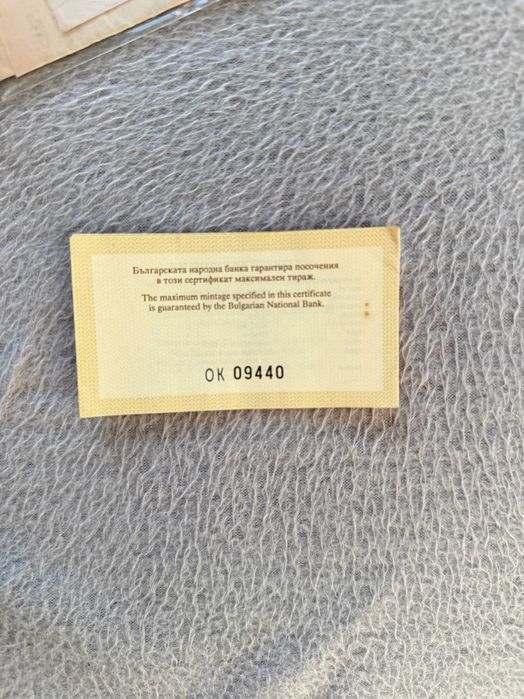 Българската народна банка гарантира посочения
в този сертификат максимален тираж.
The maximum mintage specified in this certificate
is guaranteed by the Bulgarian National Bank.
ОК 09440